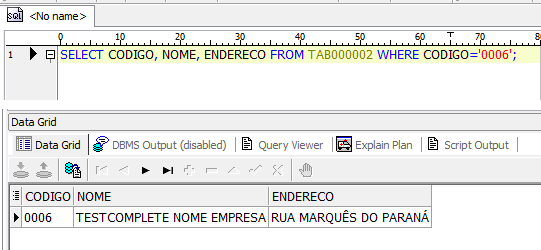 <No name>
0 10 20 30 40 50 60 70 80
1 SELECT CODIGO, NOME, ENDERECO FROM TAB000002 WHERE CODIGO='0006';
Data Grid
Data Grid DBMS Output (disabled) Query Viewer Explain Plan Script Output
CODIGO NOME ENDERECO
0006 TESTCOMPLETE NOME EMPRESA RUA MARQUÊS DO PARANÁ